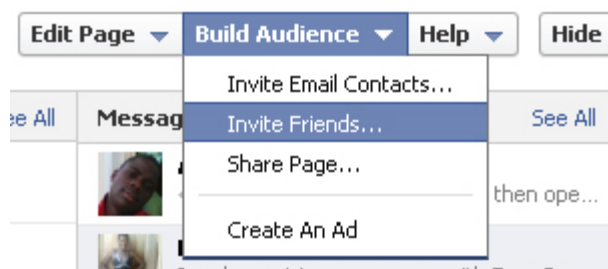 Edit Page Build Audience Help Hide
Invite Email Contacts...
See All Messag Invite Friends... See All
Share Page...
then ope...
Create An Ad